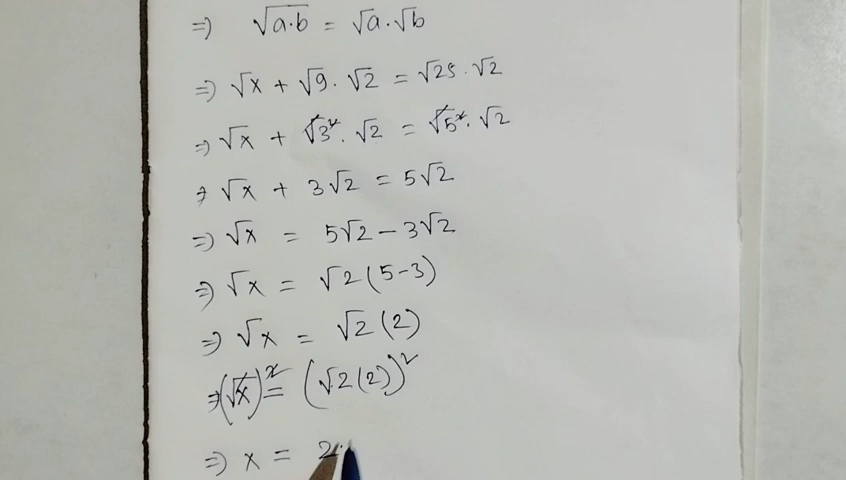 ⇒ √a·b = √a·√b
⇒ √x + √9·√2 = √25·√2
⇒ √x + √3²·√2 = √5²·√2
⇒ √x + 3√2 = 5√2
⇒ √x = 5√2 − 3√2
⇒ √x = √2(5−3)
⇒ √x = √2(2)
⇒ (√x)² = (√2(2))²
⇒ x = 2·